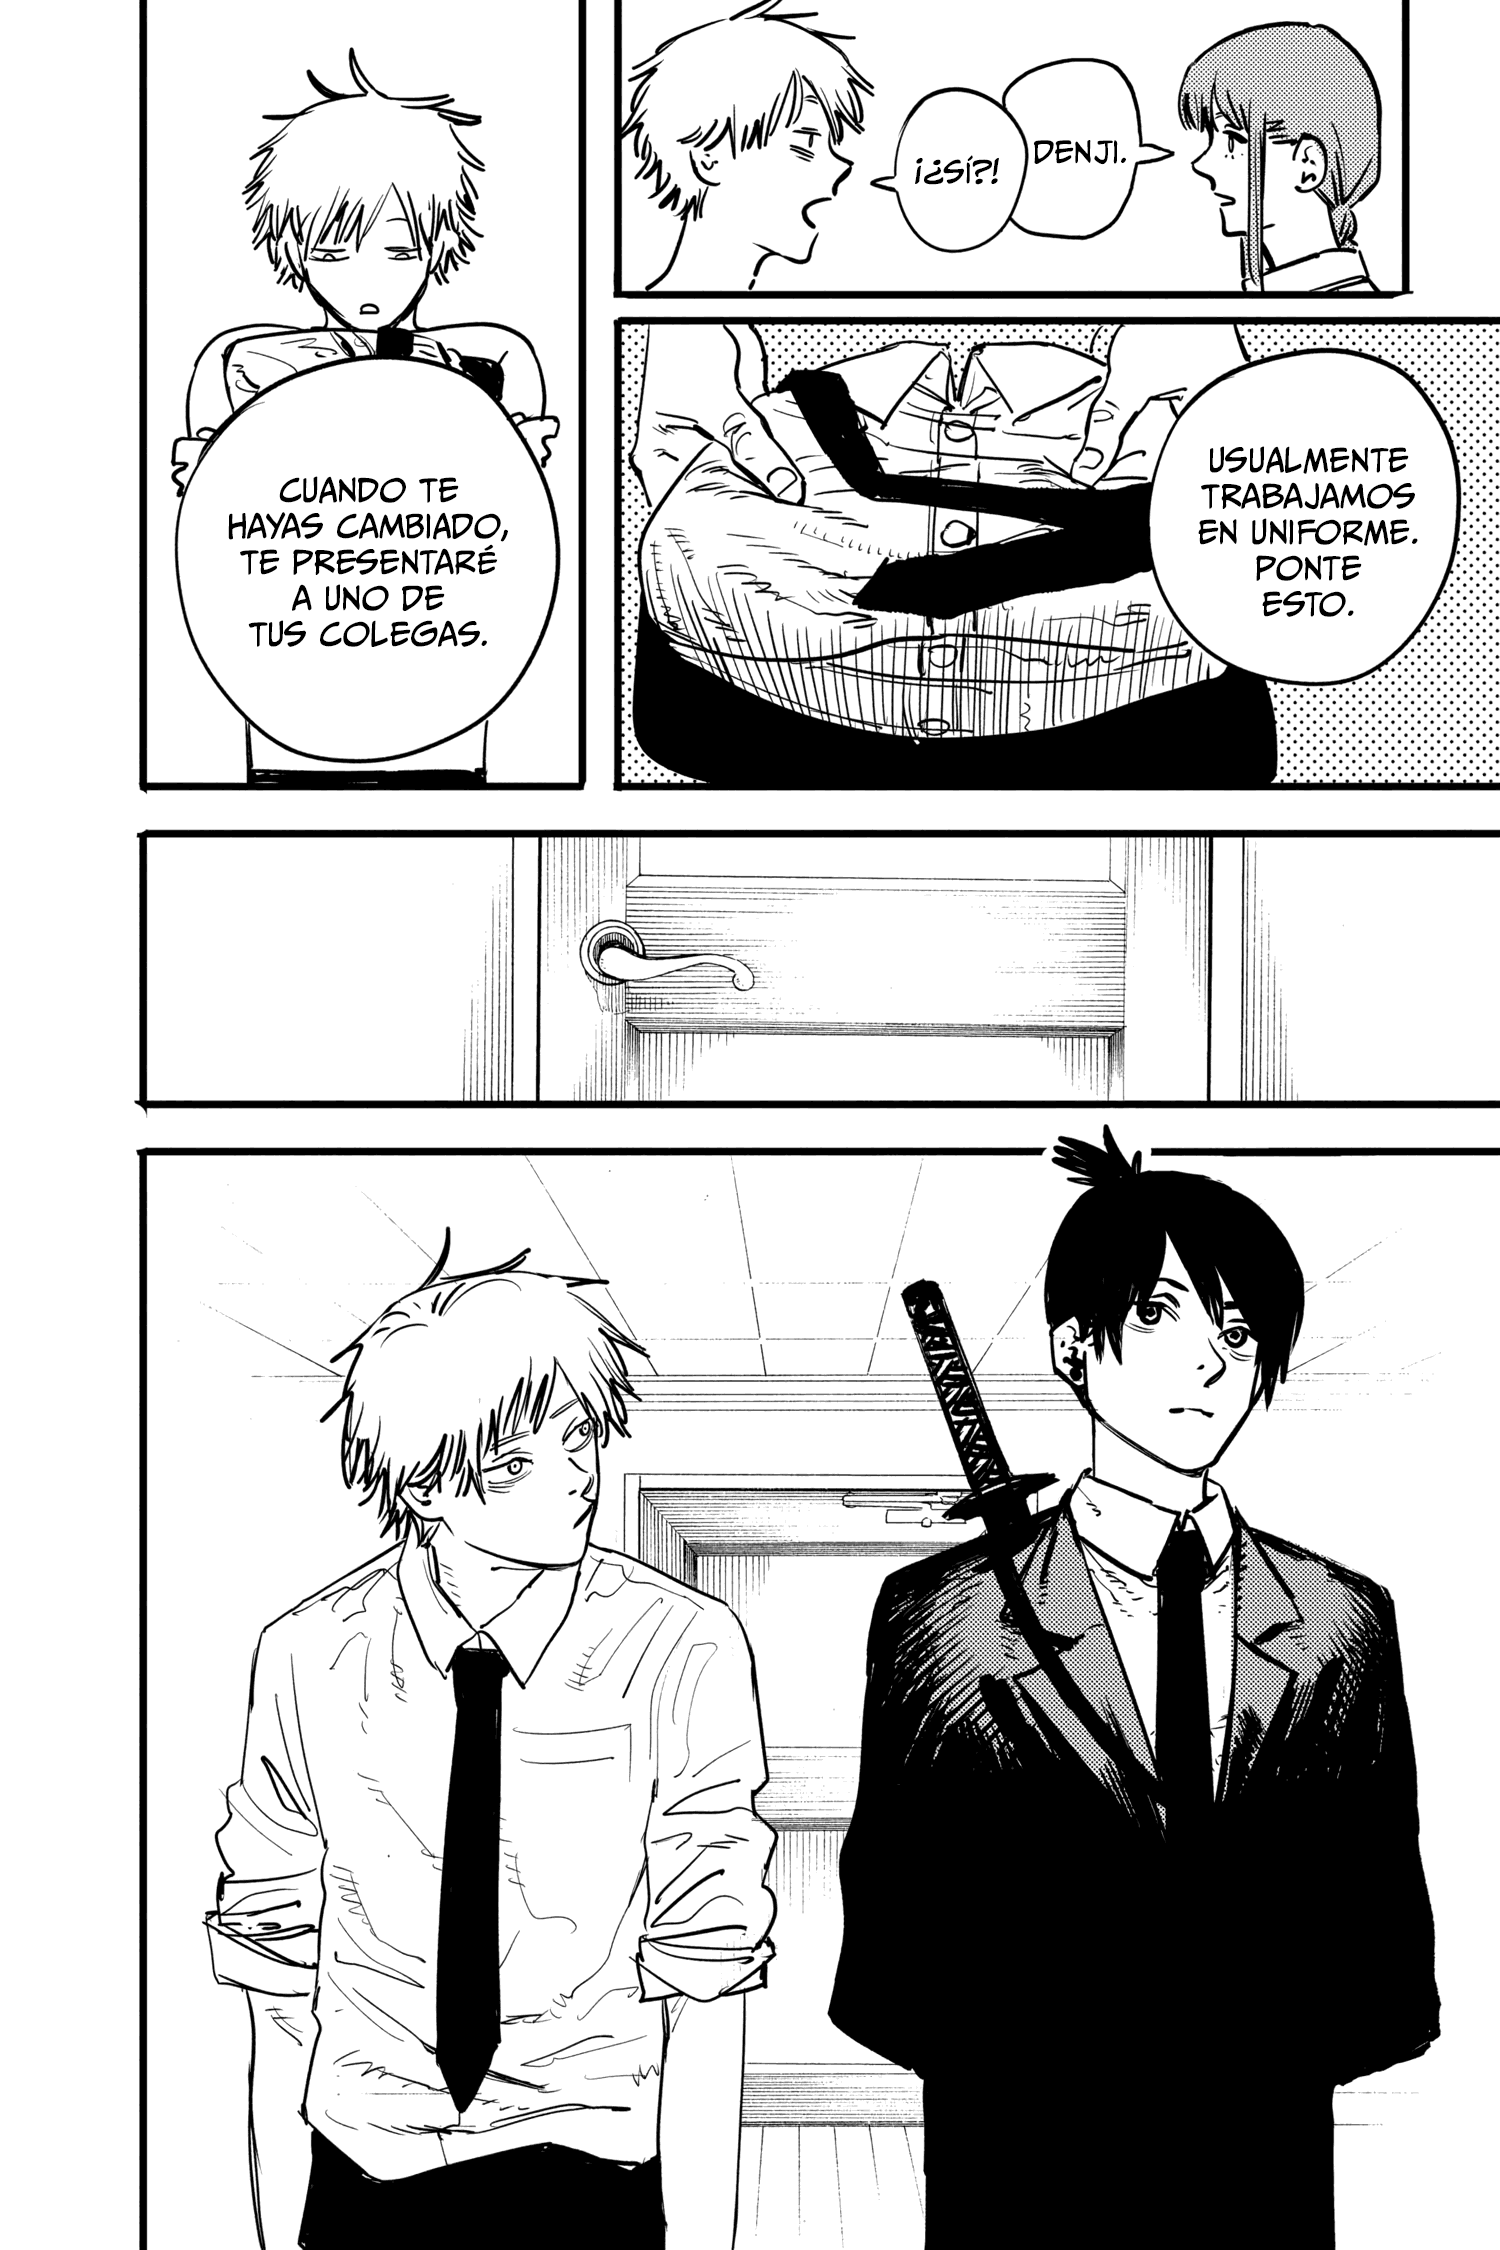 DENJI.
¡¿SÍ?!
USUALMENTE
TRABAJAMOS
EN UNIFORME.
PONTE
ESTO.
CUANDO TE
HAYAS CAMBIADO,
TE PRESENTARÉ
A UNO DE
TUS COLEGAS.